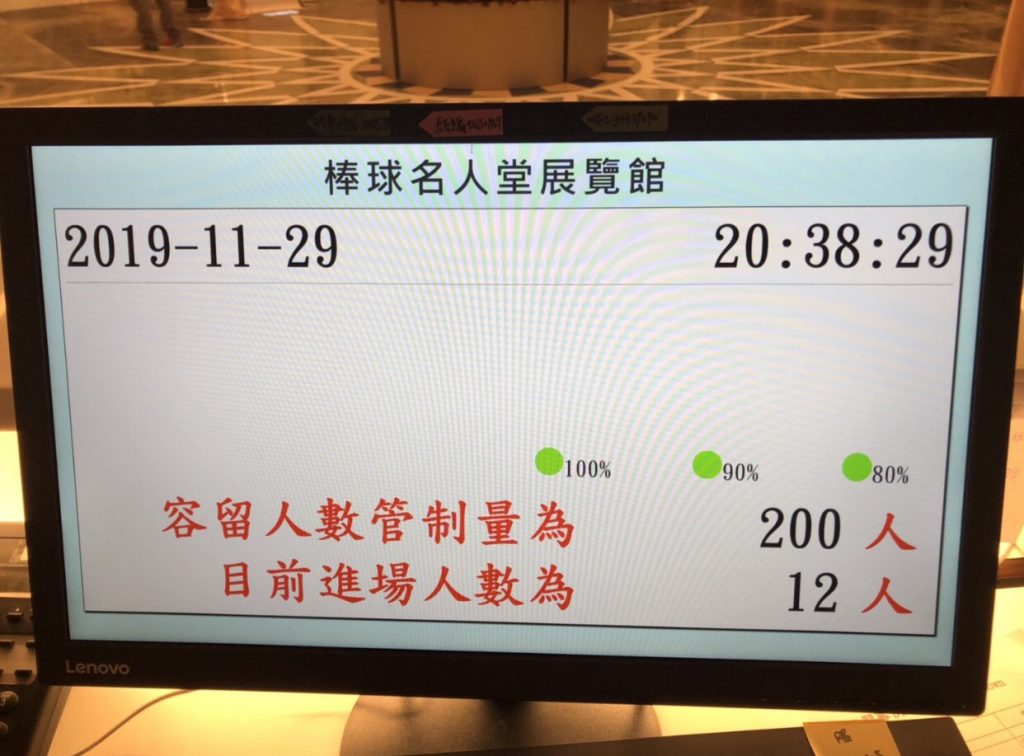 棒球名人堂展覽館
2019-11-29 20:38:29
100% 90% 80%
容留人數管制量為 200 人
目前進場人數為 12 人
Lenovo